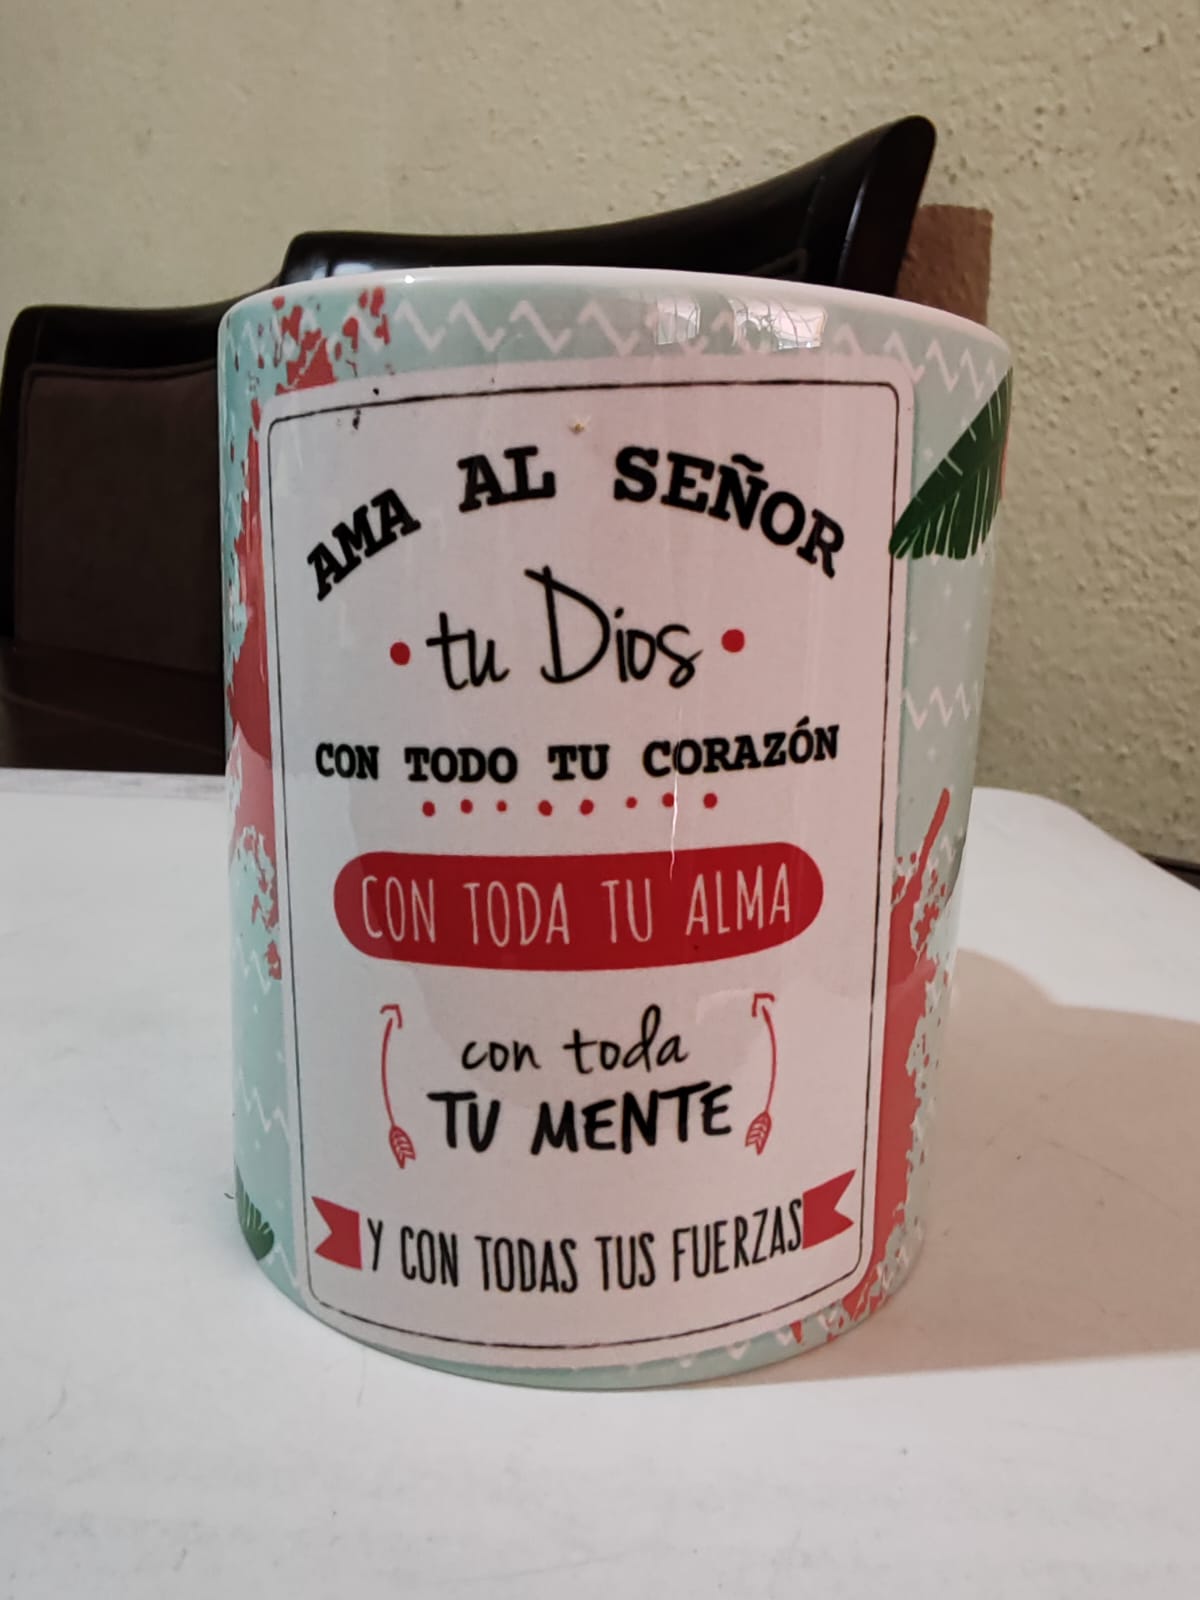 AMA AL SEÑOR
tu Dios
CON TODO TU CORAZÓN
CON TODA TU ALMA
con toda
TU MENTE
Y CON TODAS TUS FUERZAS